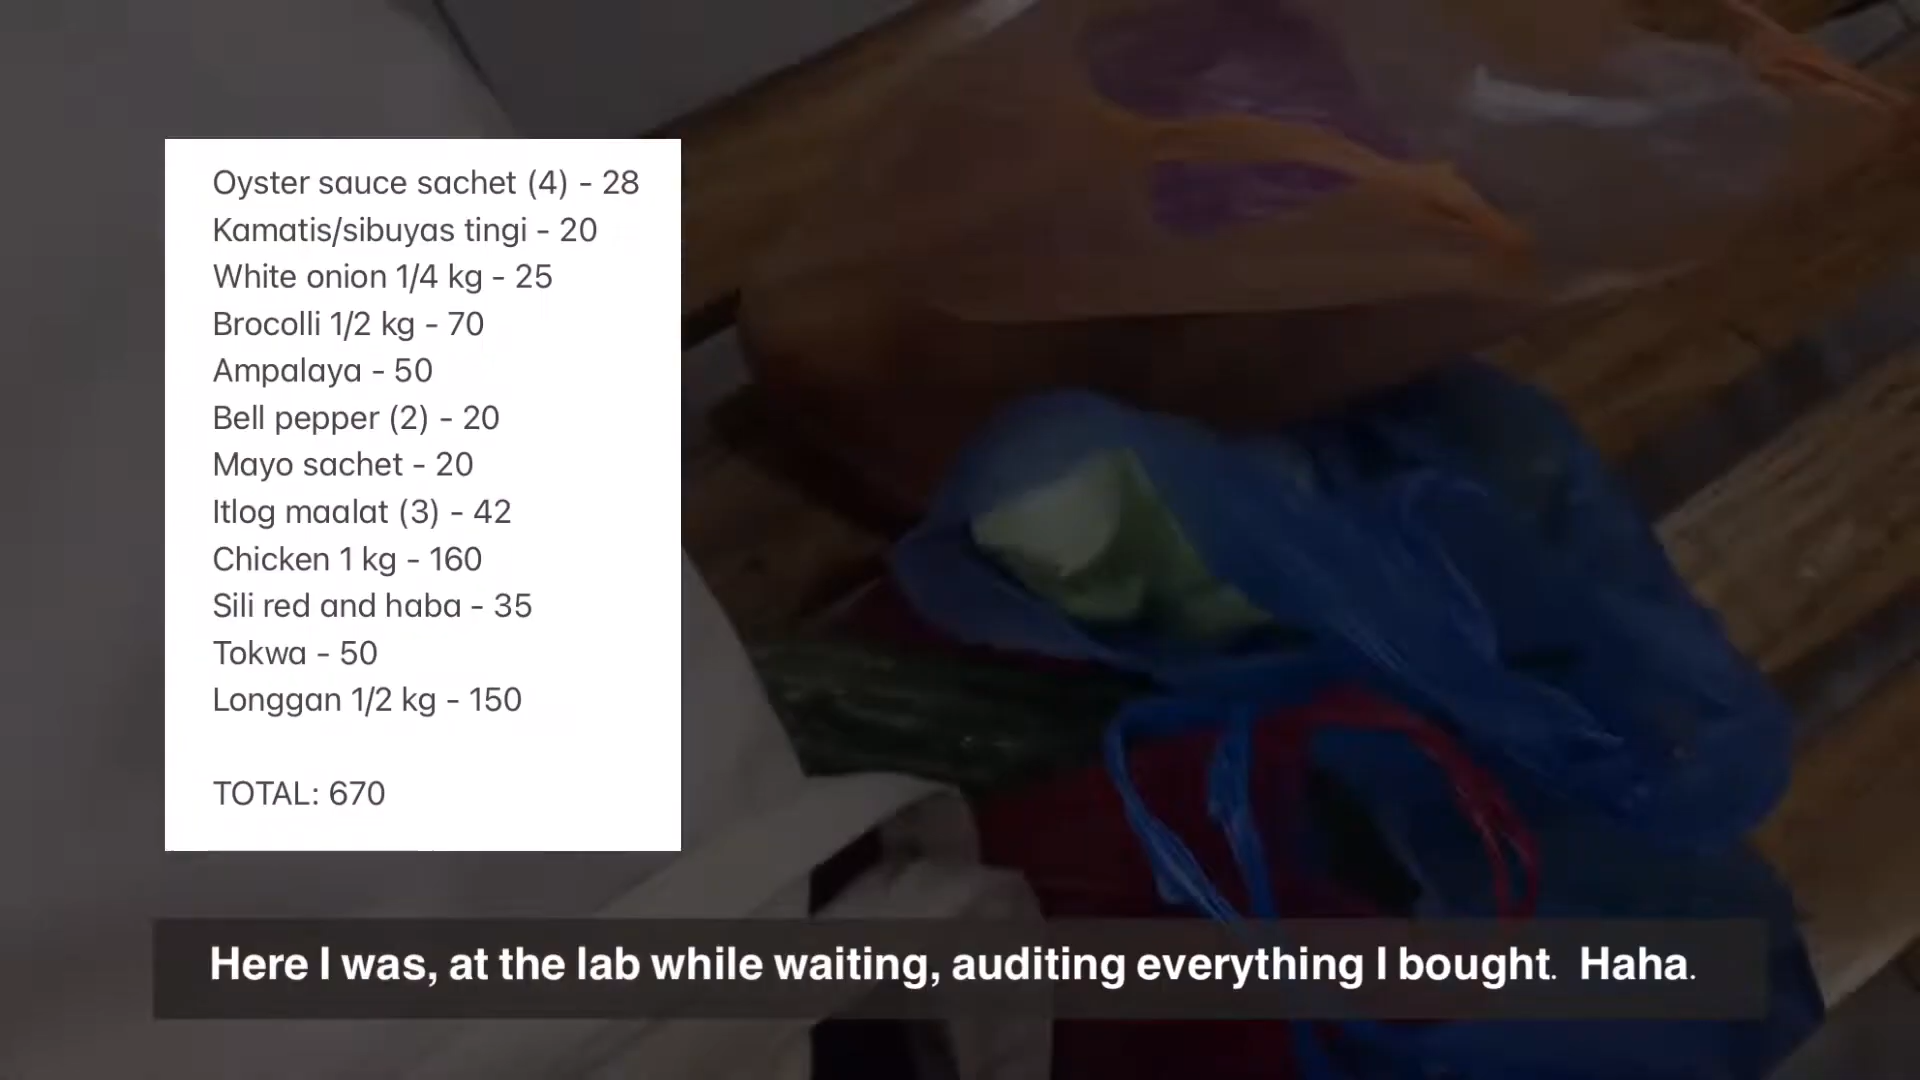 Oyster sauce sachet (4) - 28
Kamatis/sibuyas tingi - 20
White onion 1/4 kg - 25
Brocolli 1/2 kg - 70
Ampalaya - 50
Bell pepper (2) - 20
Mayo sachet - 20
Itlog maalat (3) - 42
Chicken 1 kg - 160
Sili red and haba - 35
Tokwa - 50
Longgan 1/2 kg - 150
TOTAL: 670
Here I was, at the lab while waiting, auditing everything I bought. Haha.